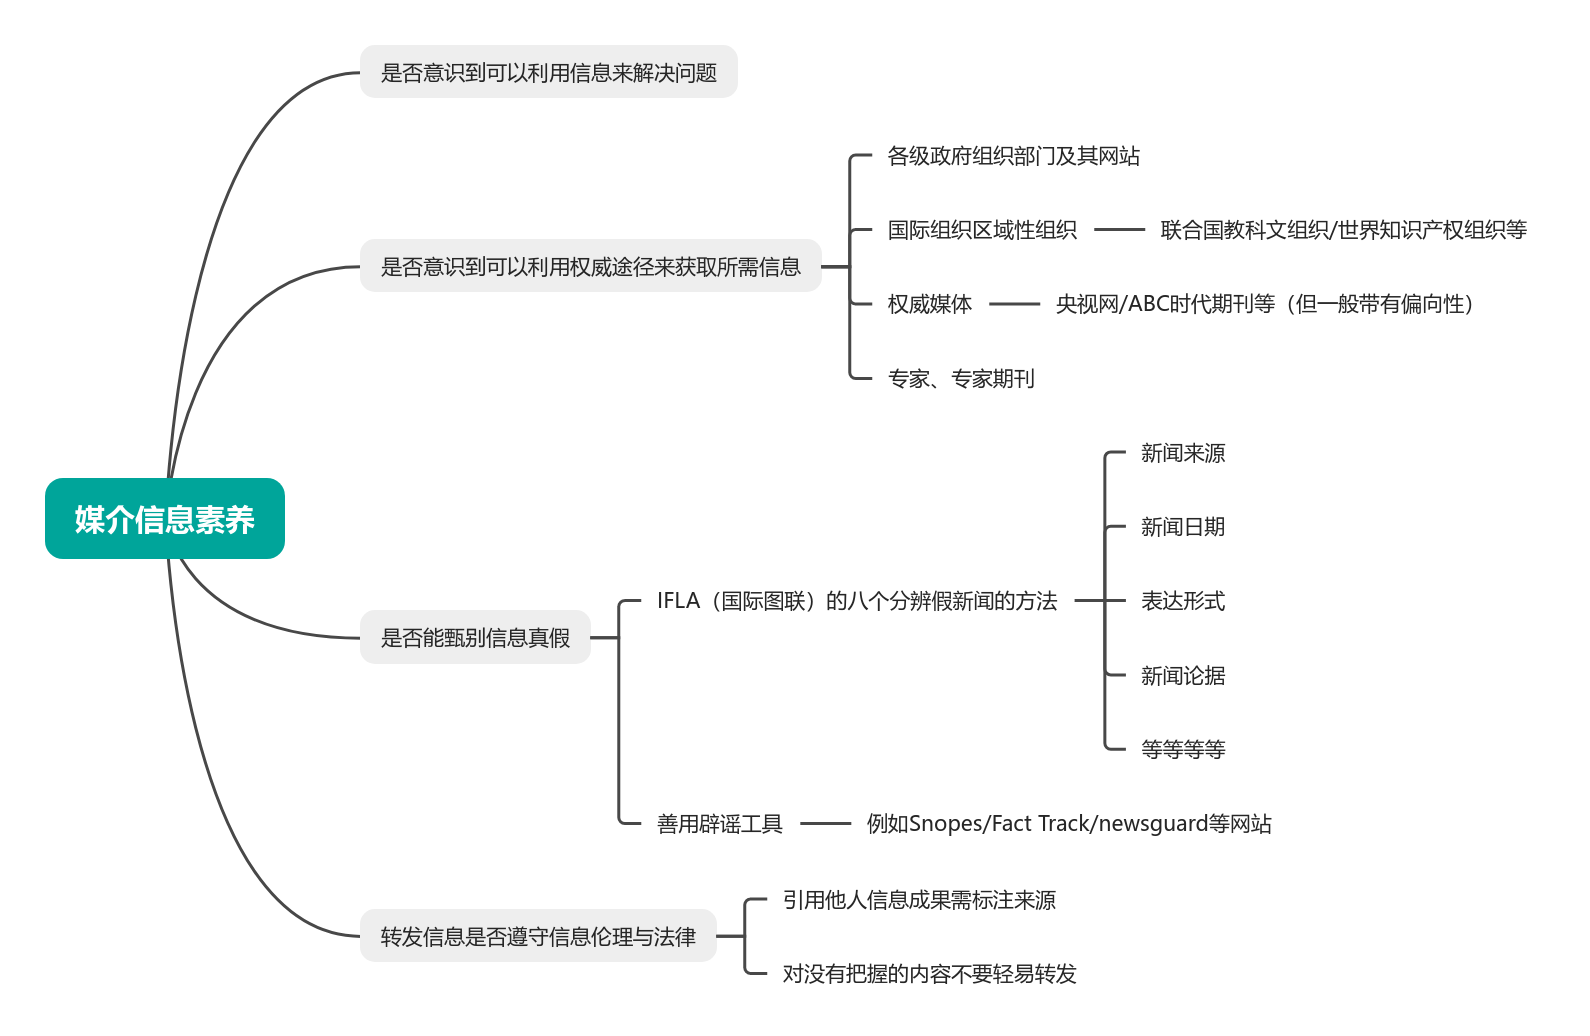 是否意识到可以利用信息来解决问题
各级政府组织部门及其网站
国际组织区域性组织
联合国教科文组织/世界知识产权组织等
是否意识到可以利用权威途径来获取所需信息
权威媒体
央视网/ABC时代期刊等（但一般带有偏向性）
专家、专家期刊
新闻来源
媒介信息素养
新闻日期
IFLA（国际图联）的八个分辨假新闻的方法
表达形式
是否能甄别信息真假
新闻论据
等等等等
善用辟谣工具
例如Snopes/Fact Track/newsguard等网站
引用他人信息成果需标注来源
转发信息是否遵守信息伦理与法律
对没有把握的内容不要轻易转发